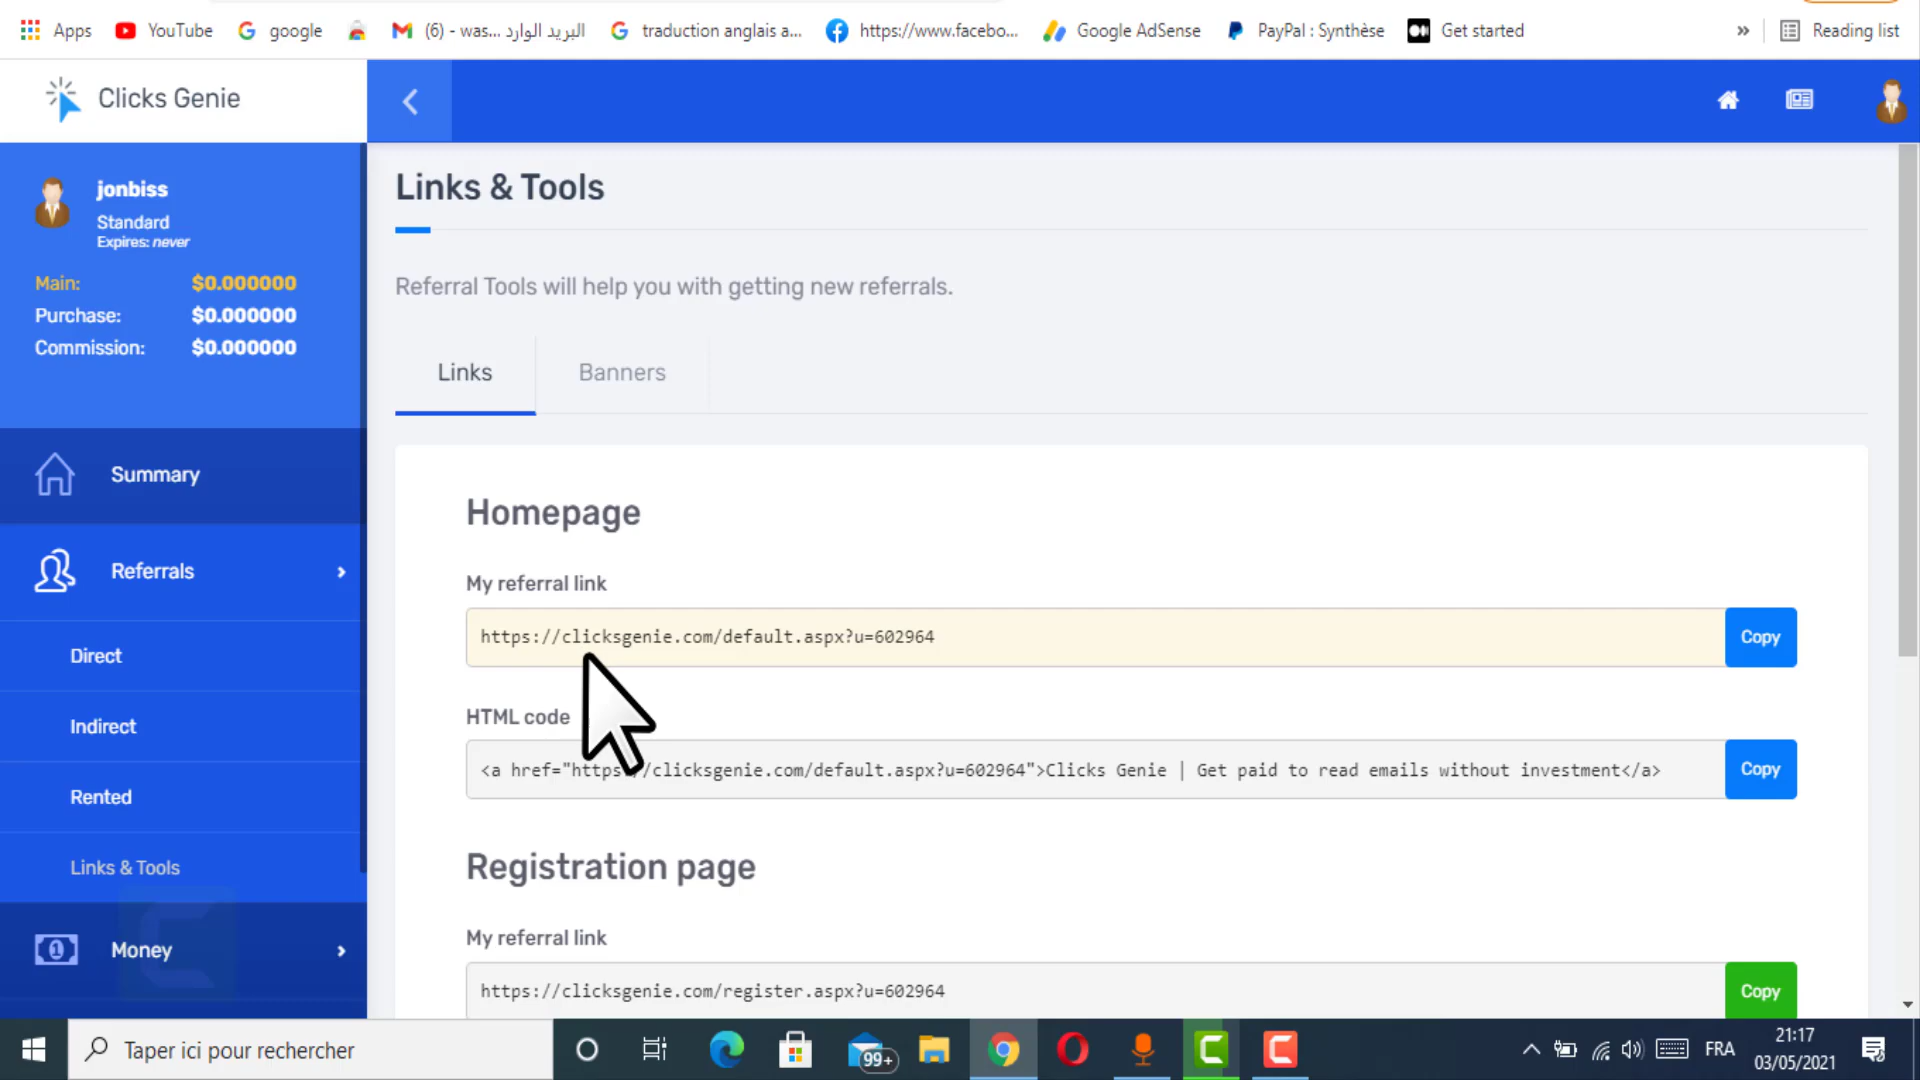 Apps
YouTube
google
(6) - was... البريد الوارد
traduction anglais a...
https://www.facebo...
Google AdSense
PayPal : Synthèse
Get started
»
Reading list
Clicks Genie
jonbiss
Standard
Expires: never
Main: $0.000000
Purchase: $0.000000
Commission: $0.000000
Summary
Referrals
Direct
Indirect
Rented
Links & Tools
Money
Links & Tools
Referral Tools will help you with getting new referrals.
Links
Banners
Homepage
My referral link
https://clicksgenie.com/default.aspx?u=602964
Copy
HTML code
<a href="https://clicksgenie.com/default.aspx?u=602964">Clicks Genie | Get paid to read emails without investment</a>
Copy
Registration page
My referral link
https://clicksgenie.com/register.aspx?u=602964
Copy
Taper ici pour rechercher
99+
FRA
21:17
03/05/2021